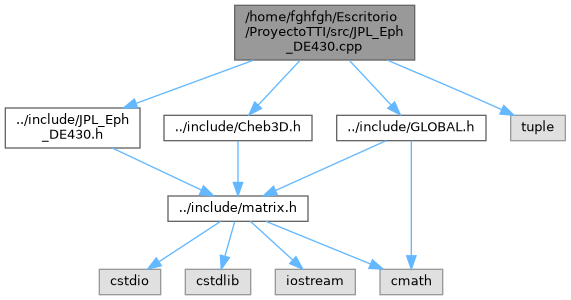 /home/fghfgh/Escritorio
/ProyectoTTI/src/JPL_Eph
_DE430.cpp
../include/JPL_Eph
_DE430.h
../include/Cheb3D.h
../include/GLOBAL.h
tuple
../include/matrix.h
cstdio
cstdlib
iostream
cmath